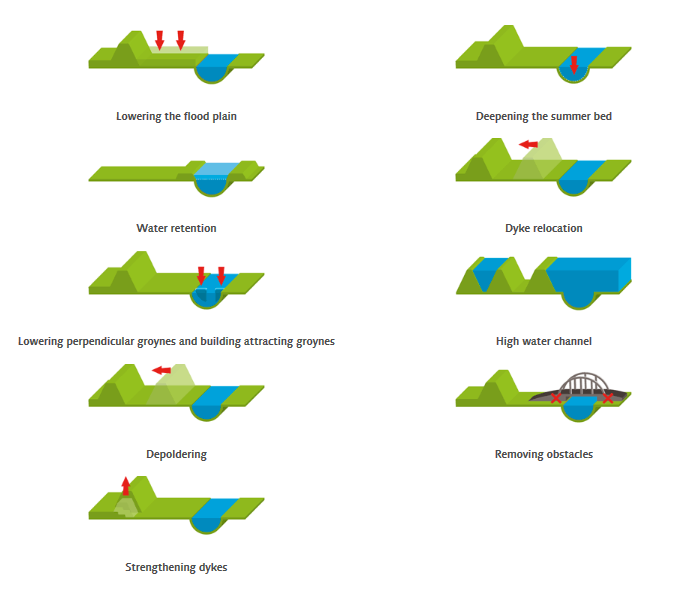 Lowering the flood plain
Deepening the summer bed
Water retention
Dyke relocation
Lowering perpendicular groynes and building attracting groynes
High water channel
Depoldering
Removing obstacles
Strengthening dykes